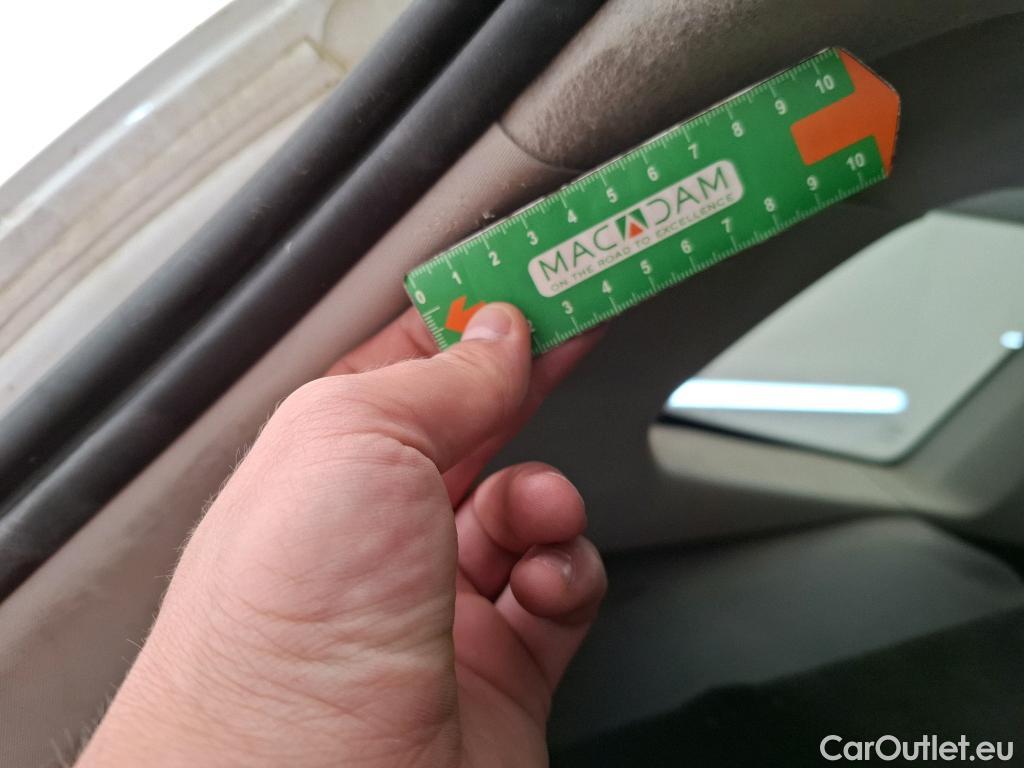 0 1 2 3 4 5 6 7 8 9 10
MACADAM
ON THE ROAD TO EXCELLENCE
3 4 5 6 7 8 9 10
CarOutlet.eu